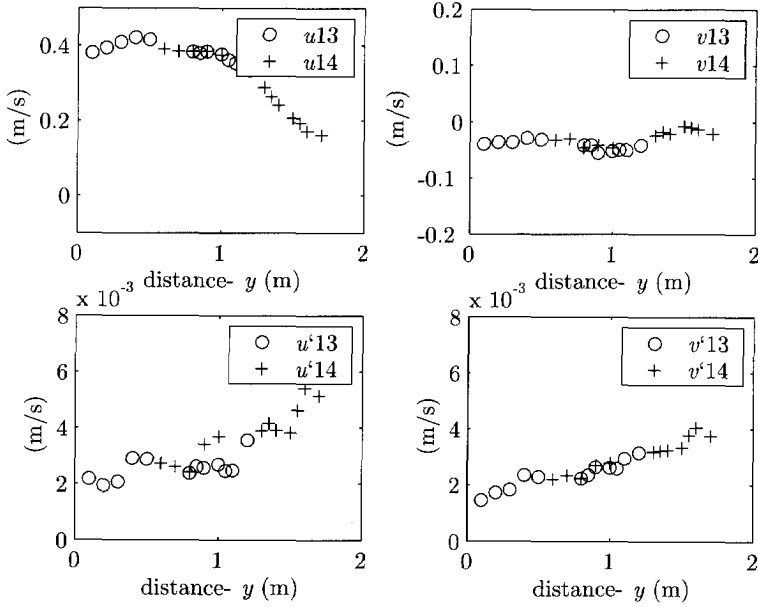 u13
u14
0.4
0.2
0
(m/s)
0 1 2
distance- y (m)
v13
v14
0.2
0.1
0
-0.1
-0.2
(m/s)
0 1 2
distance- y (m)
x 10^-3
u‘13
u‘14
8
6
4
2
0
(m/s)
0 1 2
distance- y (m)
x 10^-3
v‘13
v‘14
8
6
4
2
0
(m/s)
0 1 2
distance- y (m)